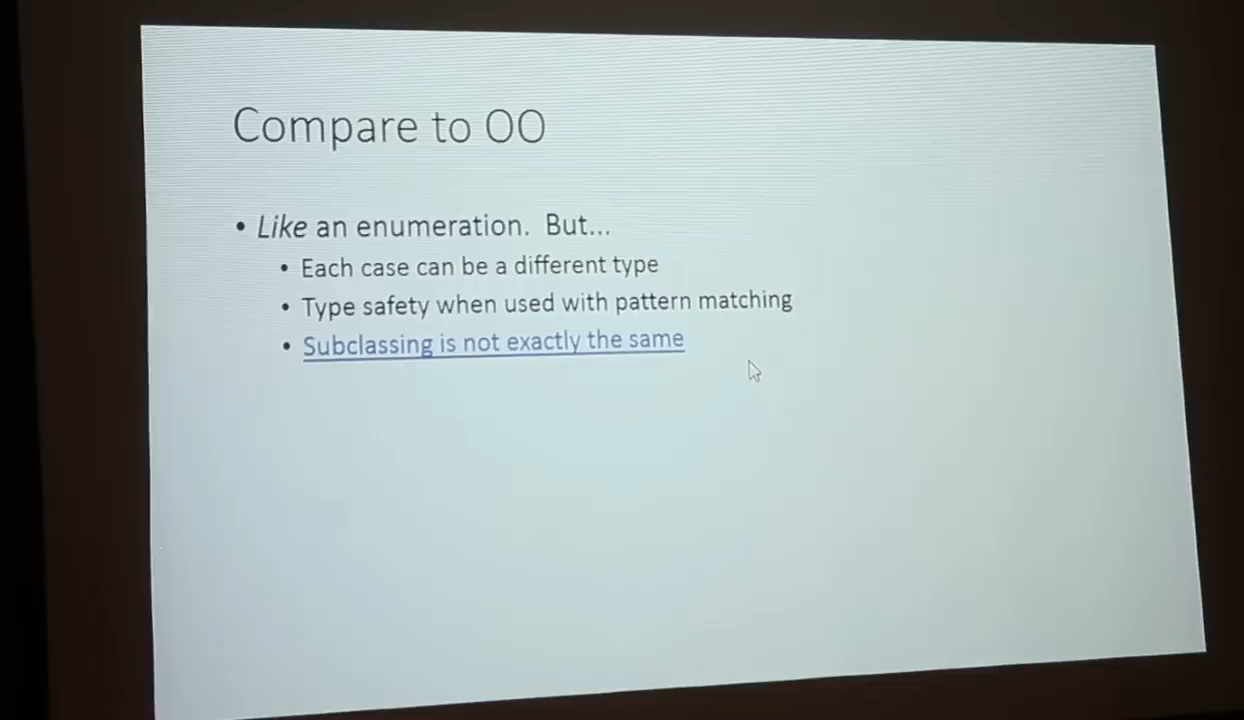 Compare to OO
• Like an enumeration.  But...
• Each case can be a different type
• Type safety when used with pattern matching
• Subclassing is not exactly the same